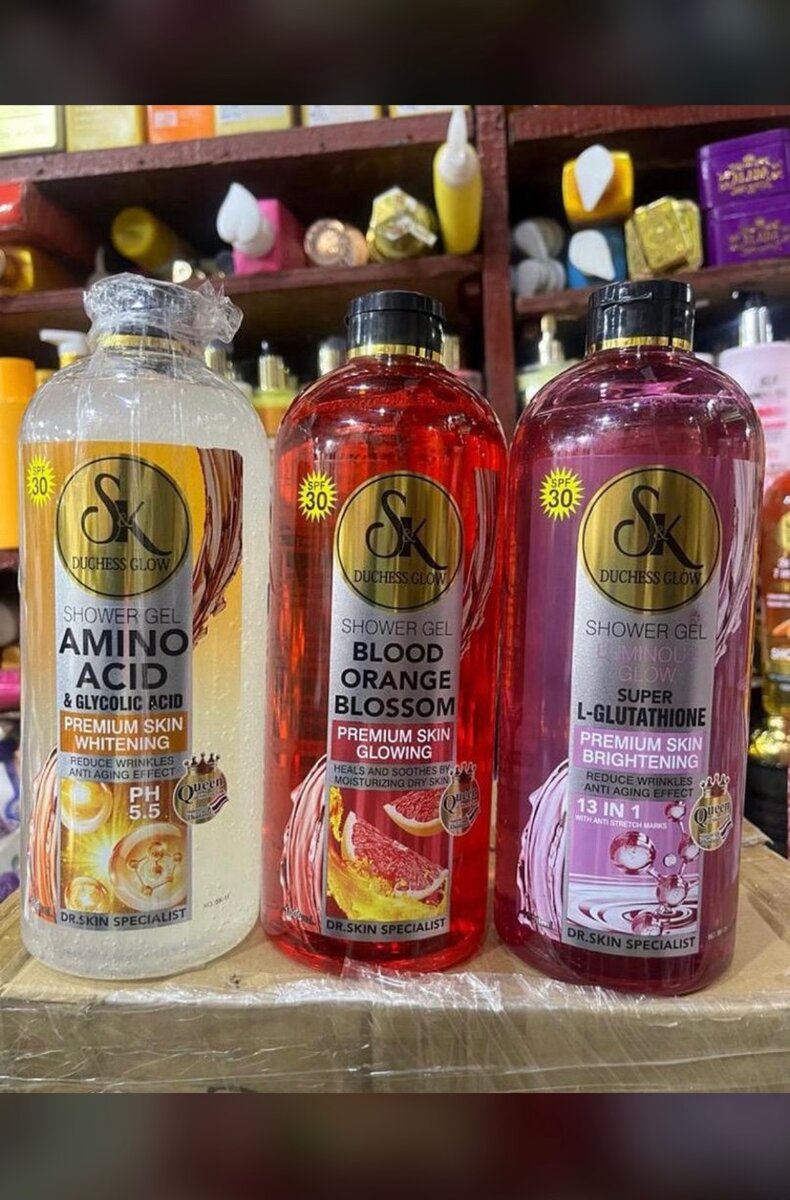 SPF
30
S&K
DUCHESS GLOW
SHOWER GEL
AMINO
ACID
& GLYCOLIC ACID
PREMIUM SKIN
WHITENING
REDUCE WRINKLES
ANTI AGING EFFECT
PH
5.5
Queen
DR.SKIN SPECIALIST
SPF
30
S&K
DUCHESS GLOW
SHOWER GEL
BLOOD
ORANGE
BLOSSOM
PREMIUM SKIN
GLOWING
HEALS AND SOOTHES BY
MOISTURIZING DRY SKIN
Queen
DR.SKIN SPECIALIST
SPF
30
S&K
DUCHESS GLOW
SHOWER GEL
LUMINOUS
GLOW
SUPER
L-GLUTATHIONE
PREMIUM SKIN
BRIGHTENING
REDUCE WRINKLES
ANTI AGING EFFECT
13 IN 1
WITH ANTI STRETCH MARKS
Queen
DR.SKIN SPECIALIST